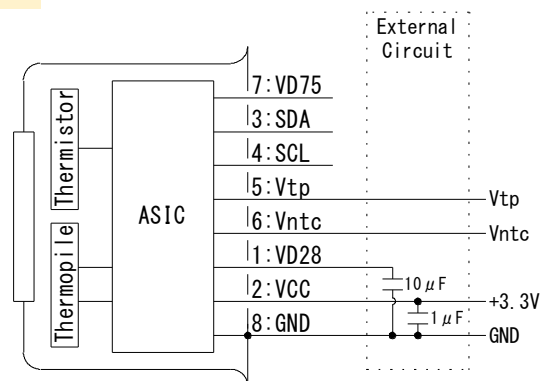 External
Circuit
7:VD75
3:SDA
4:SCL
5:Vtp
6:Vntc
1:VD28
2:VCC
8:GND
Thermistor
Thermopile
ASIC
Vtp
Vntc
10μF
+3.3V
1μF
GND